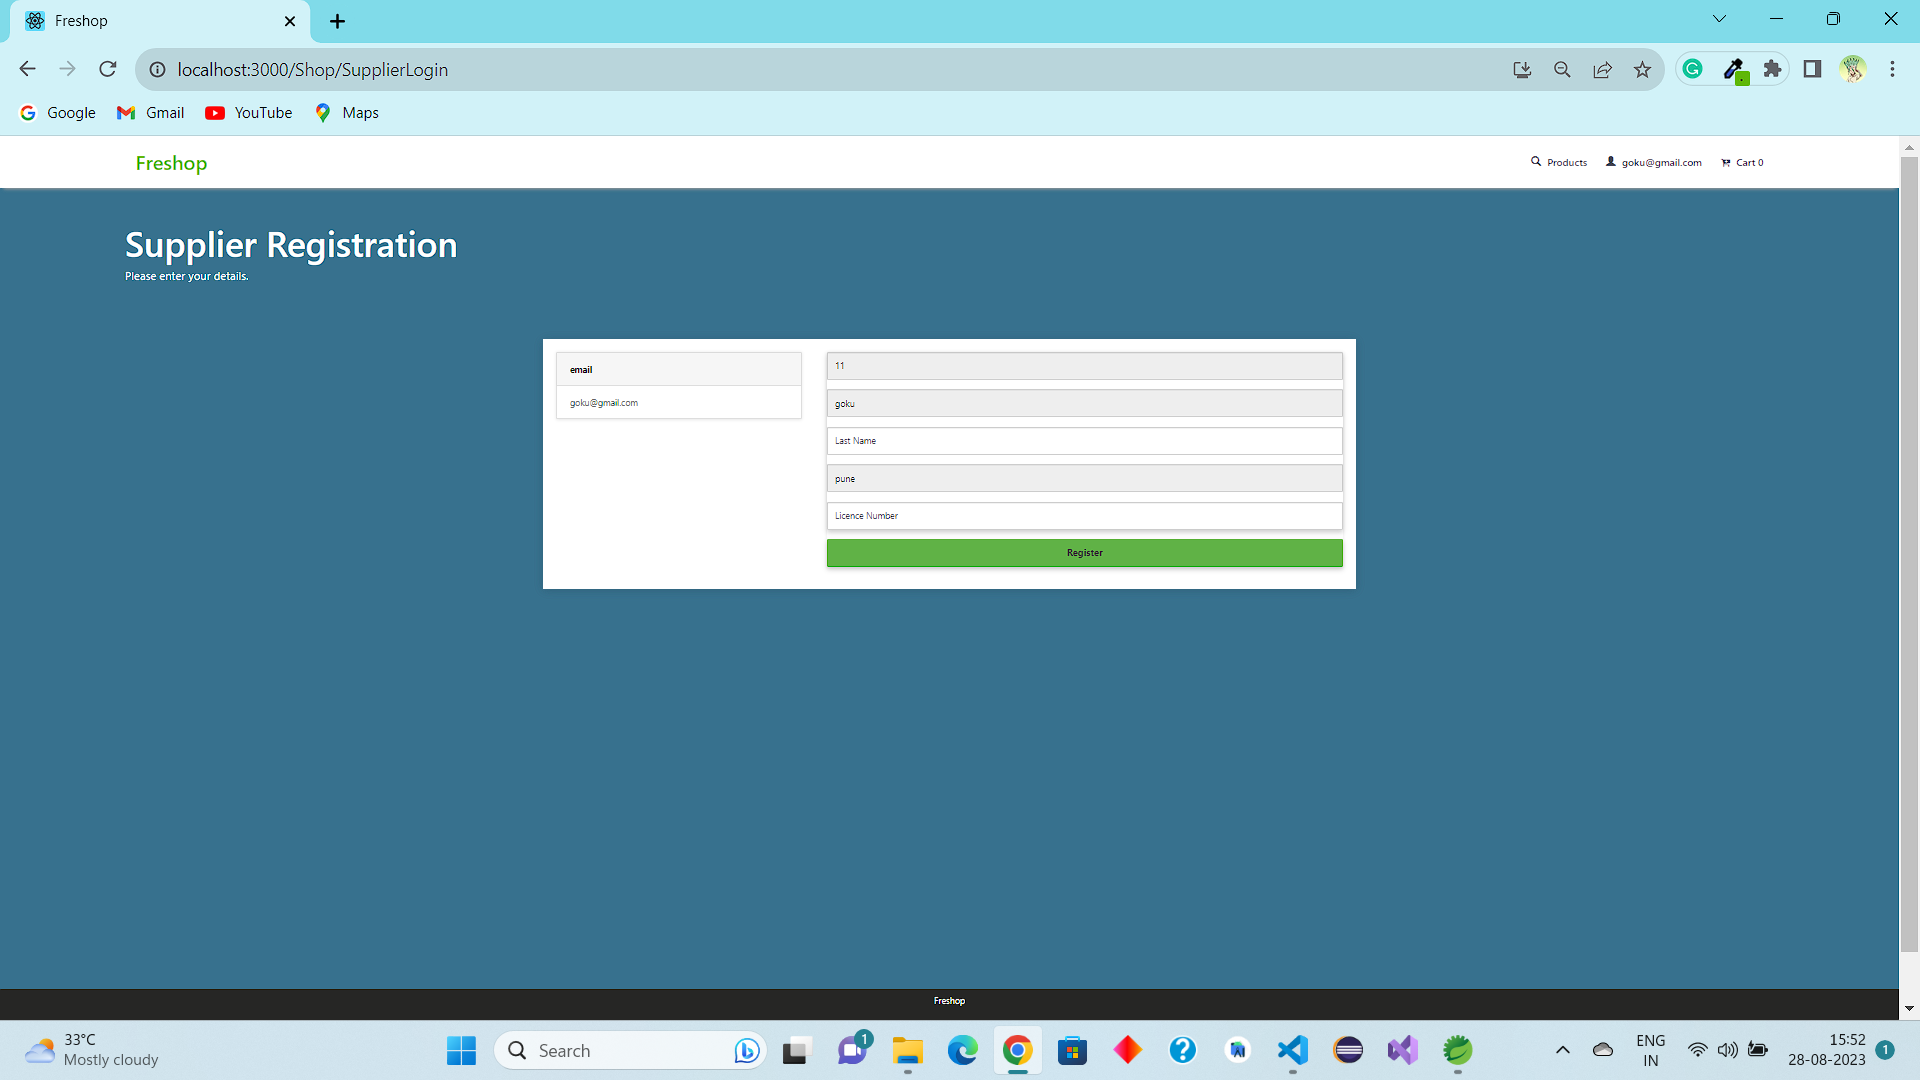 Freshop
localhost:3000/Shop/SupplierLogin
Google Gmail YouTube Maps
Freshop Products goku@gmail.com Cart 0
Supplier Registration
Please enter your details.
email
goku@gmail.com
11
goku
Last Name
pune
Licence Number
Register
Freshop
33°C
Mostly cloudy
Search
1
ENG
IN
15:52
28-08-2023
1